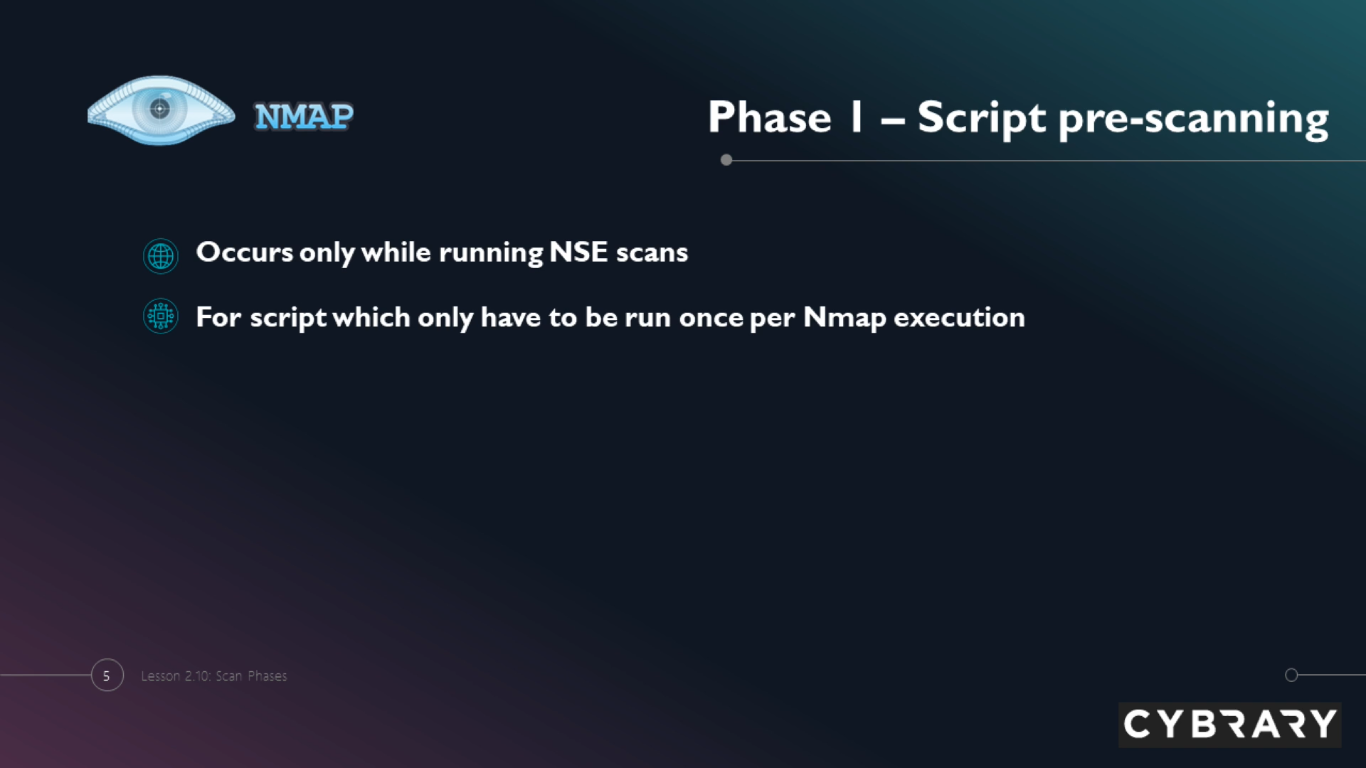 NMAP
Phase 1 – Script pre-scanning
Occurs only while running NSE scans
For script which only have to be run once per Nmap execution
5
Lesson 2.10: Scan Phases
CYBRARY